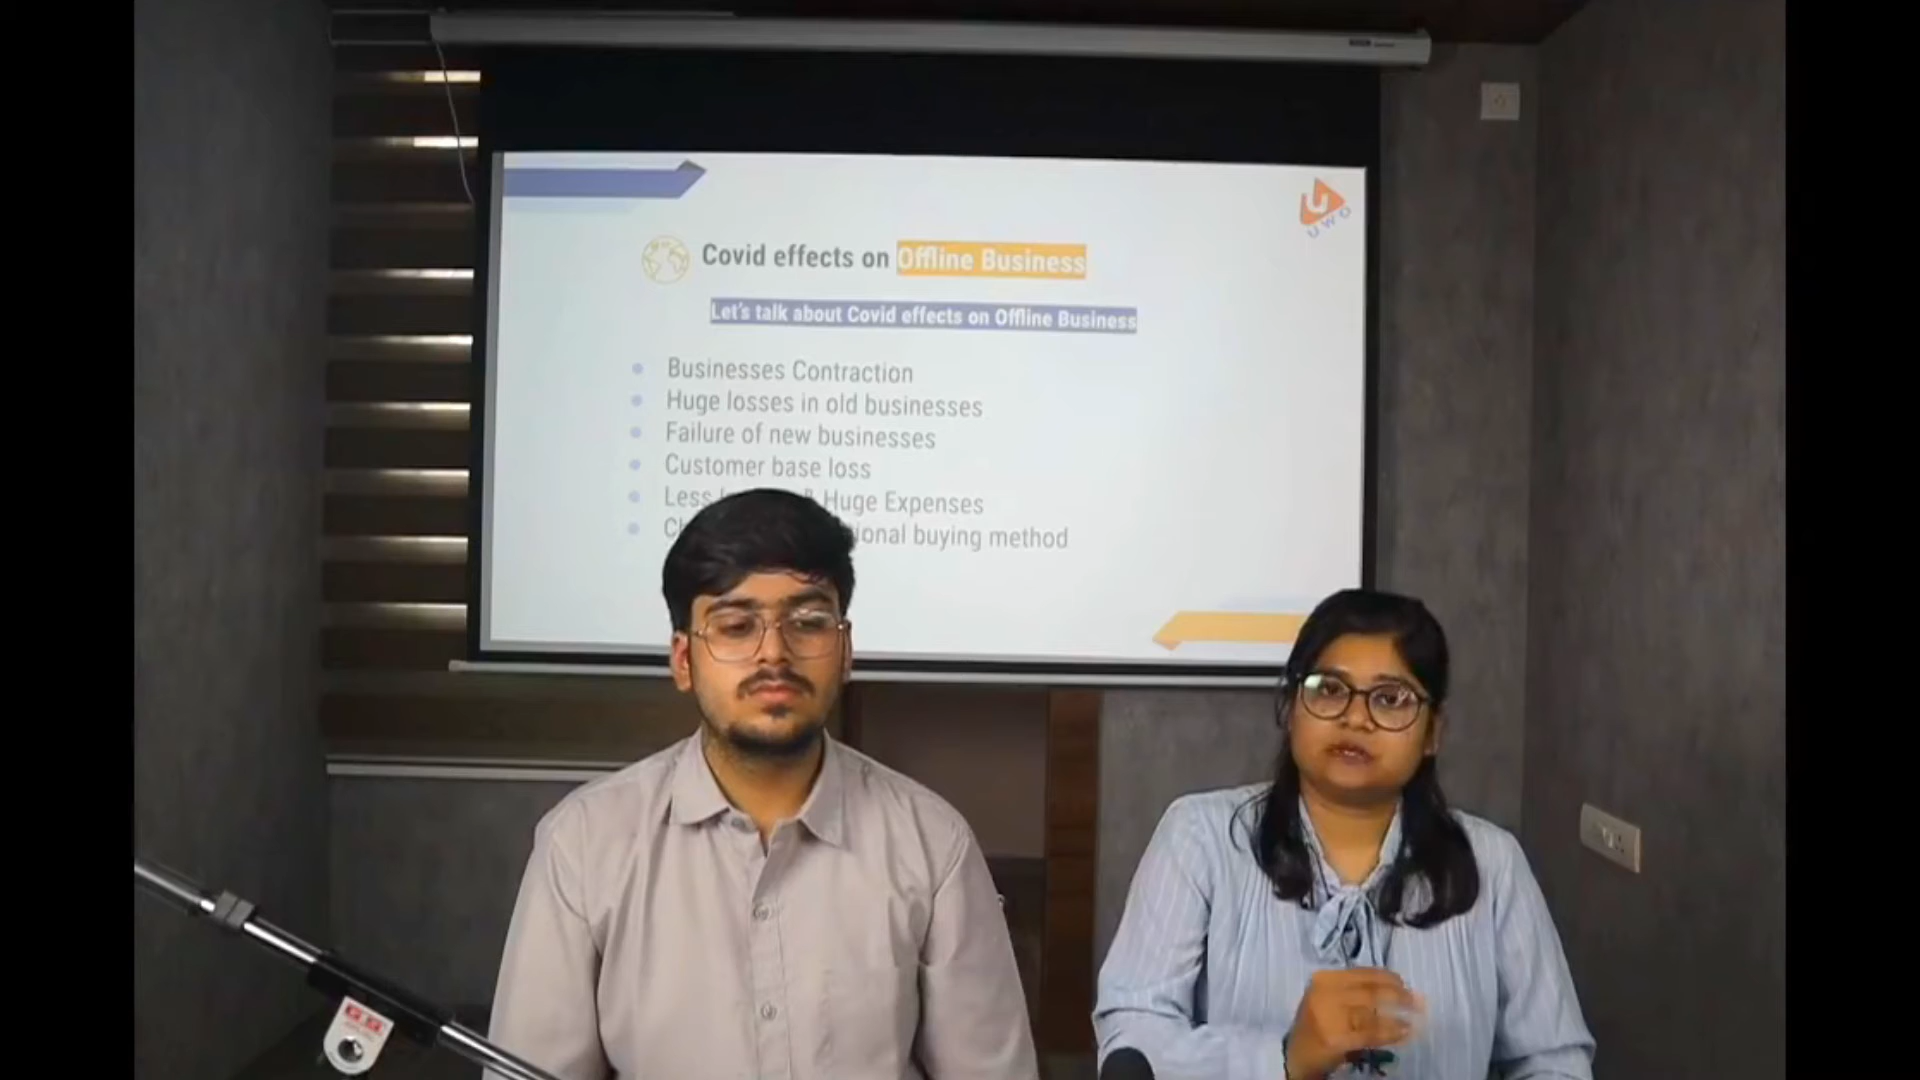 U
UWO
Covid effects on Offline Business
Let's talk about Covid effects on Offline Business
Businesses Contraction
Huge losses in old businesses
Failure of new businesses
Customer base loss
Less Huge Expenses
buying method